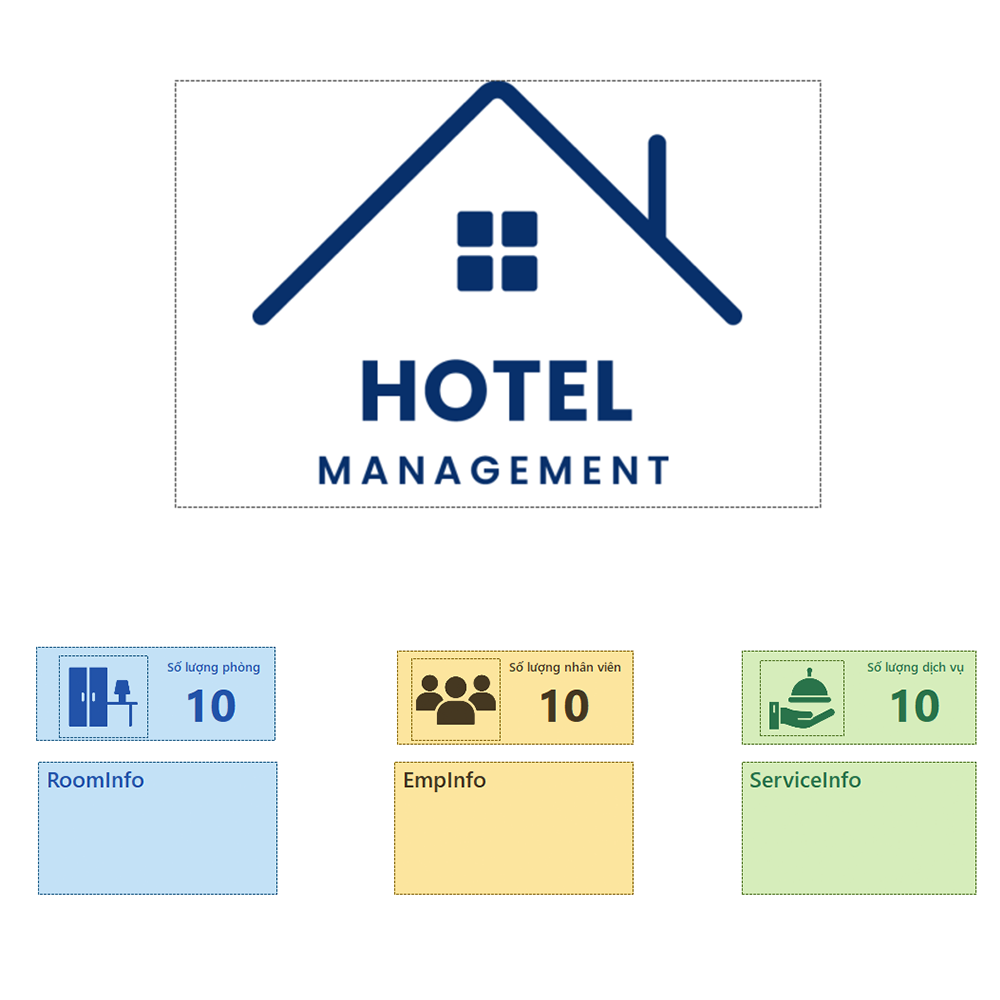 HOTEL
MANAGEMENT
Số lượng phòng
10
Số lượng nhân viên
10
Số lượng dịch vụ
10
RoomInfo
EmpInfo
ServiceInfo